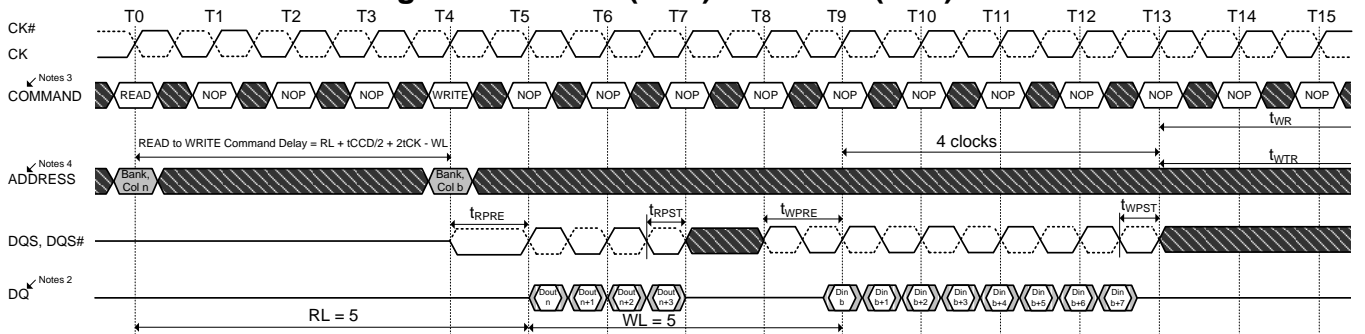 T0 T1 T2 T3 T4 T5 T6 T7 T8 T9 T10 T11 T12 T13 T14 T15
CK#
CK
Notes 3
COMMAND READ NOP NOP NOP WRITE NOP NOP NOP NOP NOP NOP NOP NOP NOP NOP NOP
tWR
READ to WRITE Command Delay = RL + tCCD/2 + 2tCK - WL
4 clocks
tWTR
Notes 4
ADDRESS
Bank, Col n
Bank, Col b
tRPRE tRPST tWPRE tWPST
DQS, DQS#
Notes 2
DQ
Dout n
Dout n+1
Dout n+2
Dout n+3
Din b
Din b+1
Din b+2
Din b+3
Din b+4
Din b+5
Din b+6
Din b+7
RL = 5
WL = 5